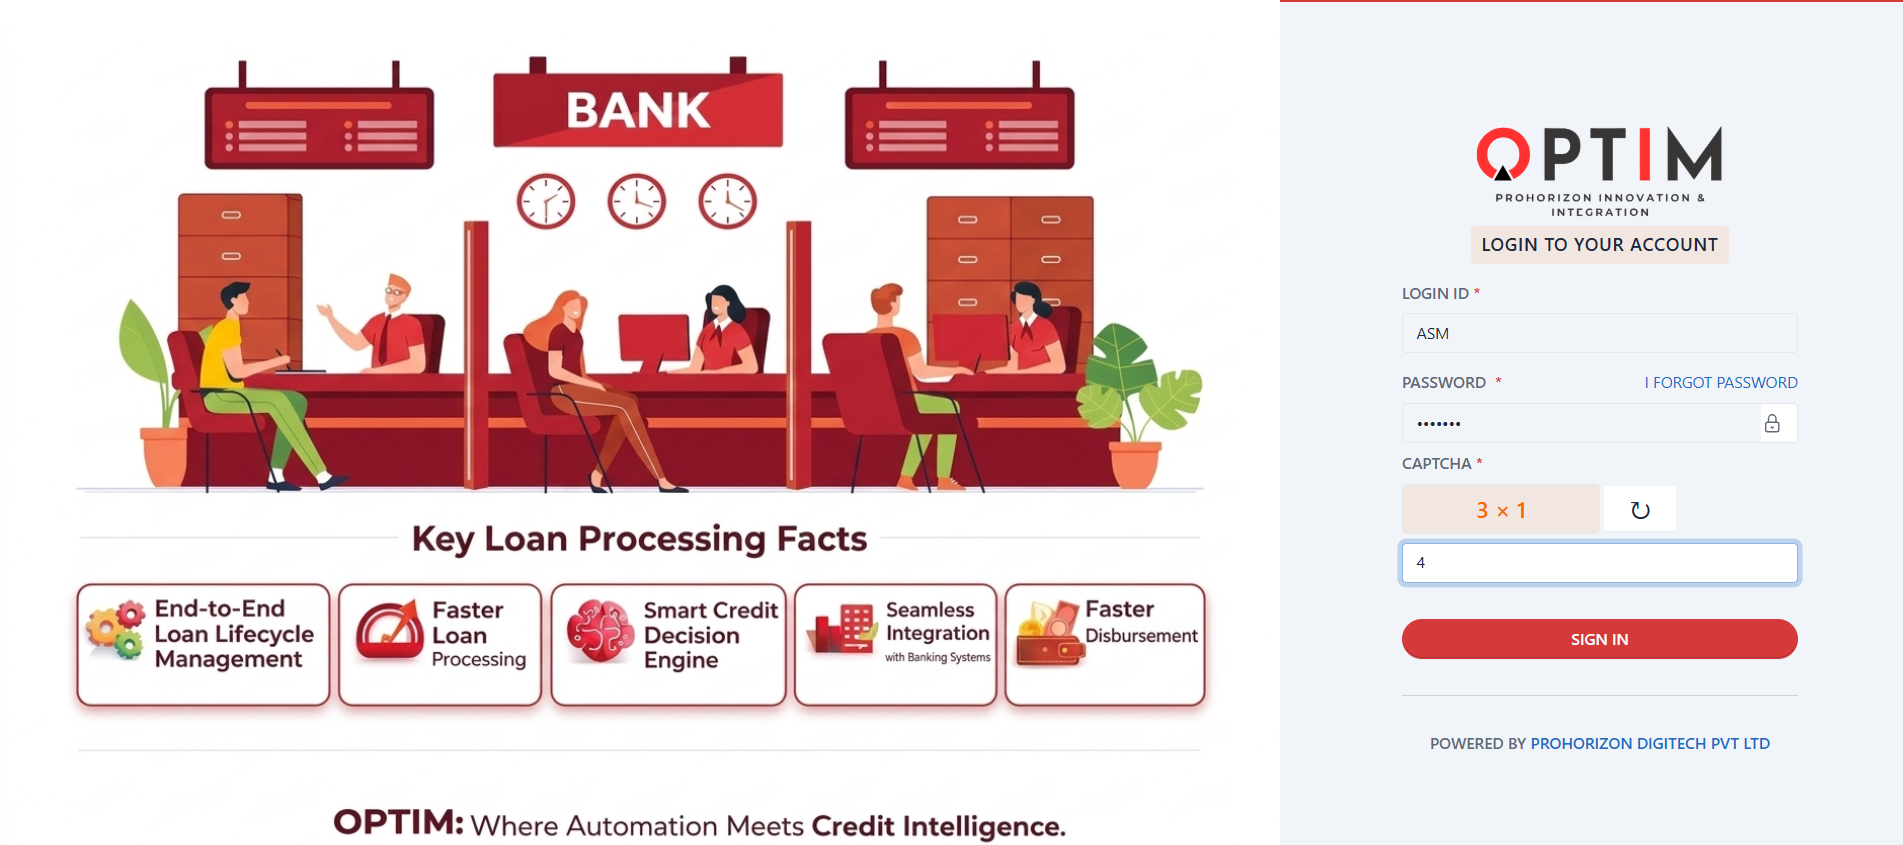 BANK
Key Loan Processing Facts
End-to-End
Loan Lifecycle
Management
Faster
Loan
Processing
Smart Credit
Decision
Engine
Seamless
Integration
with Banking Systems
Faster
Disbursement
OPTIM: Where Automation Meets Credit Intelligence.
OPTIM
PROHORIZON INNOVATION &
INTEGRATION
LOGIN TO YOUR ACCOUNT
LOGIN ID *
ASM
PASSWORD *
I FORGOT PASSWORD
•••••••
CAPTCHA *
3 × 1
↻
4
SIGN IN
POWERED BY PROHORIZON DIGITECH PVT LTD